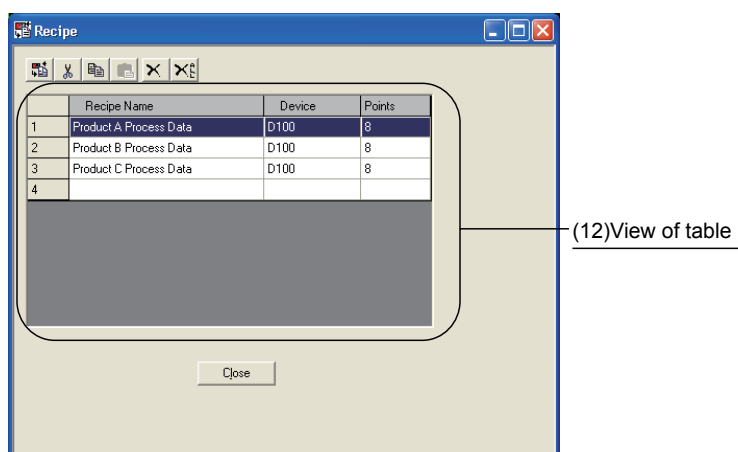 Recipe
Recipe Name Device Points
1 Product A Process Data D100 8
2 Product B Process Data D100 8
3 Product C Process Data D100 8
4
(12)View of table
Close